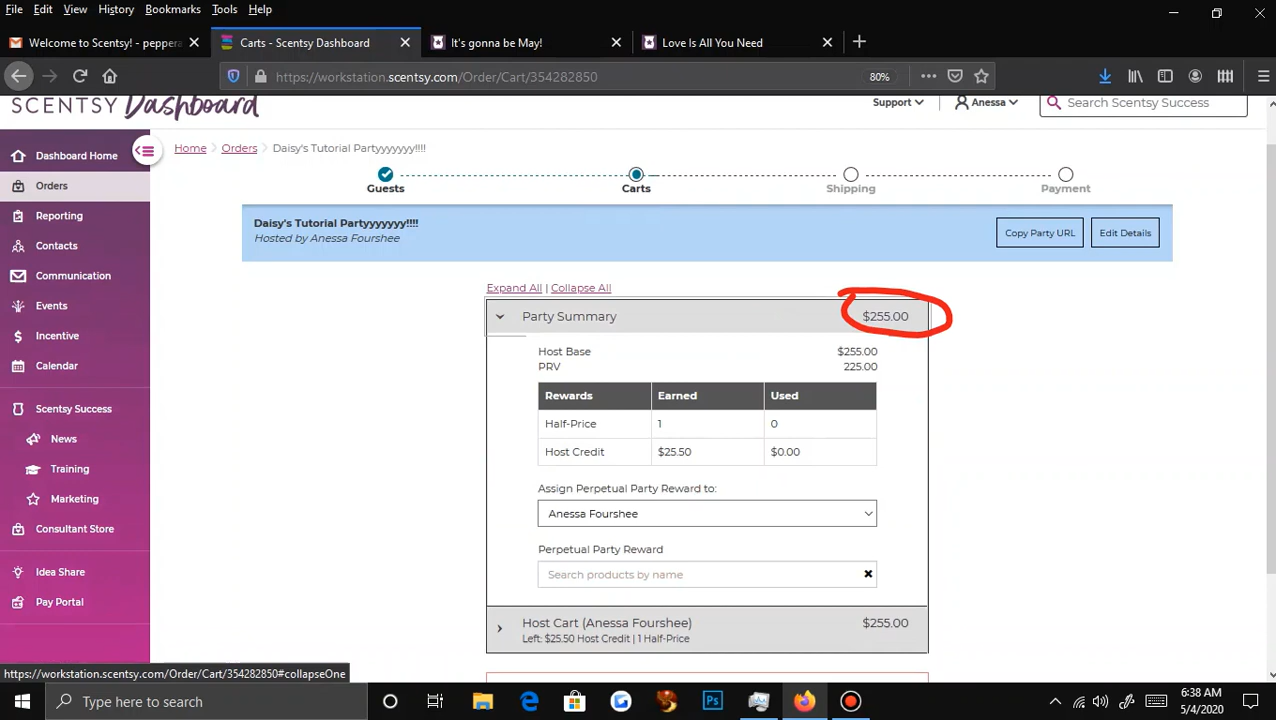 File Edit View History Bookmarks Tools Help
Welcome to Scentsy! - peppera
Carts - Scentsy Dashboard
It's gonna be May!
Love Is All You Need
https://workstation.scentsy.com/Order/Cart/354282850
80%
SCENTSY Dashboard
Support
Anessa
Search Scentsy Success
Dashboard Home
Orders
Reporting
Contacts
Communication
Events
Incentive
Calendar
Scentsy Success
News
Training
Marketing
Consultant Store
Idea Share
Pay Portal
Home > Orders > Daisy's Tutorial Partyyyyyyy!!!!
Guests
Carts
Shipping
Payment
Daisy's Tutorial Partyyyyyyy!!!!
Hosted by Anessa Fourshee
Copy Party URL
Edit Details
Expand All | Collapse All
Party Summary $255.00
Host Base $255.00
PRV 225.00
Rewards Earned Used
Half-Price 1 0
Host Credit $25.50 $0.00
Assign Perpetual Party Reward to:
Anessa Fourshee
Perpetual Party Reward
Search products by name
Host Cart (Anessa Fourshee) $255.00
Left: $25.50 Host Credit | 1 Half-Price
https://workstation.scentsy.com/Order/Cart/354282850#collapseOne
Type here to search
Ps
6:38 AM
5/4/2020